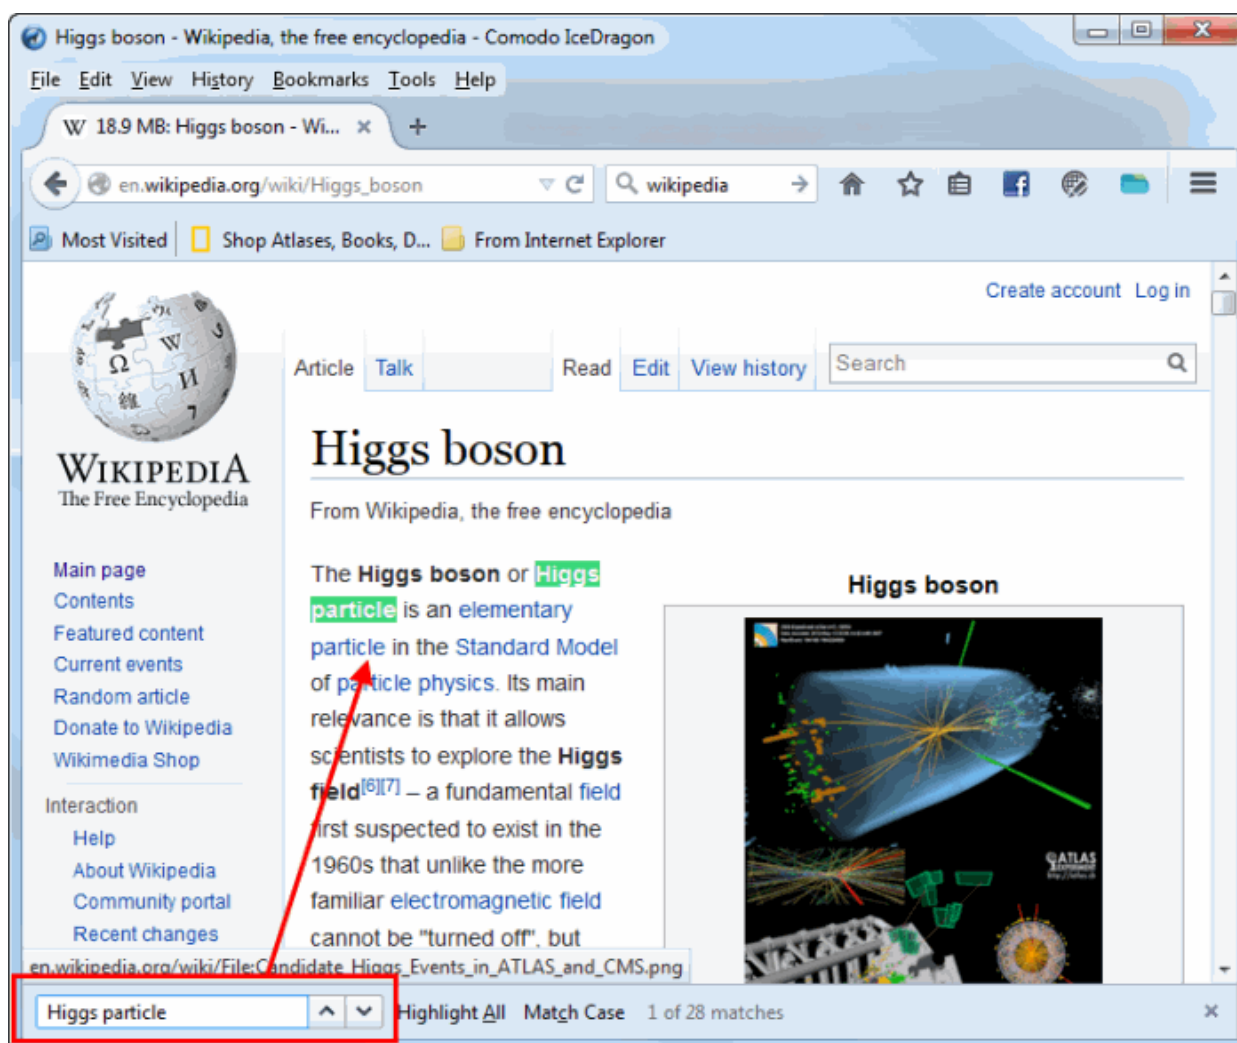 Higgs boson - Wikipedia, the free encyclopedia - Comodo IceDragon
File Edit View History Bookmarks Tools Help
W 18.9 MB: Higgs boson - Wi...
en.wikipedia.org/wiki/Higgs_boson
wikipedia
Most Visited
Shop Atlases, Books, D...
From Internet Explorer
Create account Log in
Article Talk
Read Edit View history
Search
WIKIPEDIA
The Free Encyclopedia
Main page
Contents
Featured content
Current events
Random article
Donate to Wikipedia
Wikimedia Shop
Interaction
Help
About Wikipedia
Community portal
Recent changes
Higgs boson
From Wikipedia, the free encyclopedia
The Higgs boson or Higgs
particle is an elementary
particle in the Standard Model
of particle physics. Its main
relevance is that it allows
scientists to explore the Higgs
field[6][7] – a fundamental field
first suspected to exist in the
1960s that unlike the more
familiar electromagnetic field
cannot be "turned off", but
Higgs boson
ATLAS
EXPERIMENT
en.wikipedia.org/wiki/File:Candidate_Higgs_Events_in_ATLAS_and_CMS.png
Higgs particle
Highlight All Match Case 1 of 28 matches